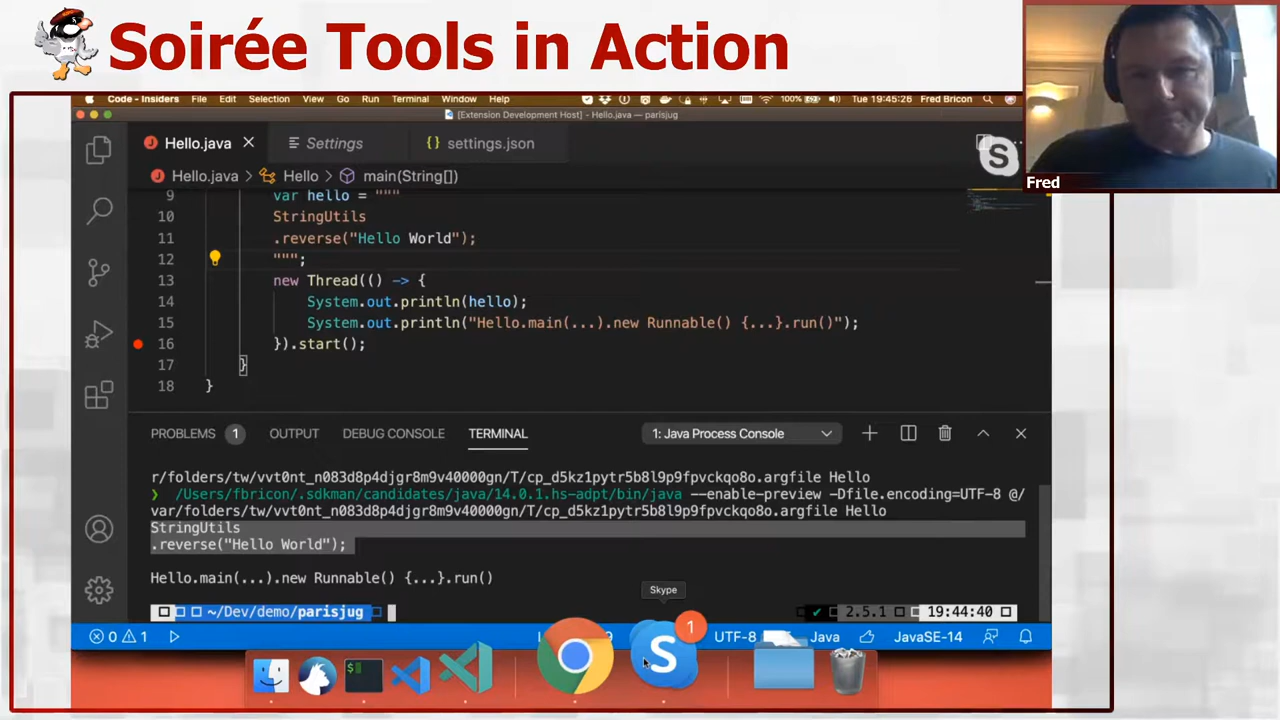 Soirée Tools in Action
Code - Insiders File Edit Selection View Go Run Terminal Window Help 100% Tue 19:45:26 Fred Bricon
[Extension Development Host] - Hello.java — parisjug
Hello.java Settings settings.json
Hello.java > Hello > main(String[])
Fred
9 var hello = """
10 StringUtils
11 .reverse("Hello World");
12 """;
13 new Thread(() -> {
14 System.out.println(hello);
15 System.out.println("Hello.main(...).new Runnable() {...}.run()");
16 }).start();
17 }
18 }
PROBLEMS 1 OUTPUT DEBUG CONSOLE TERMINAL 1: Java Process Console
r/folders/tw/vvt0nt_n083d8p4djgr8m9v40000gn/T/cp_d5kz1pytr5b8l9p9fpvckqo8o.argfile Hello
❯ /Users/fbricon/.sdkman/candidates/java/14.0.1.hs-adpt/bin/java --enable-preview -Dfile.encoding=UTF-8 @/
var/folders/tw/vvt0nt_n083d8p4djgr8m9v40000gn/T/cp_d5kz1pytr5b8l9p9fpvckqo8o.argfile Hello
StringUtils
.reverse("Hello World");
Hello.main(...).new Runnable() {...}.run()
Skype
~/Dev/demo/parisjug ✔ 2.5.1 19:44:40
0 1 UTF-8 Java JavaSE-14
1
S